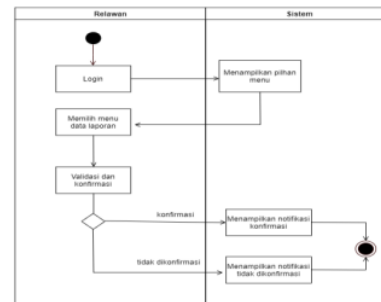 Relawan
Sistem
Login
Menampilkan pilihan
menu
Memilih menu
data laporan
Validasi dan
konfirmasi
konfirmasi
Menampilkan notifikasi
konfirmasi
tidak dikonfirmasi
Menampilkan notifikasi
tidak dikonfirmasi